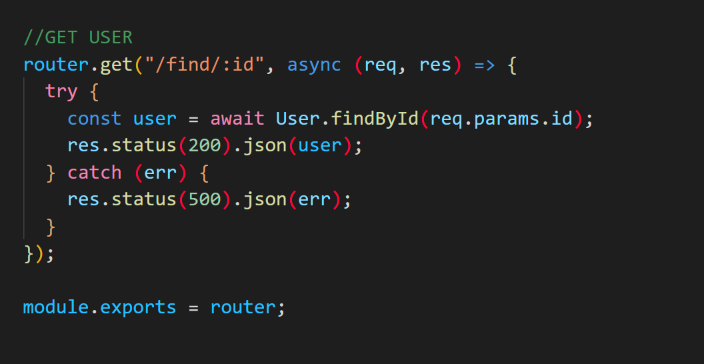 //GET USER
router.get("/find/:id", async (req, res) => {
  try {
    const user = await User.findById(req.params.id);
    res.status(200).json(user);
  } catch (err) {
    res.status(500).json(err);
  }
});

module.exports = router;